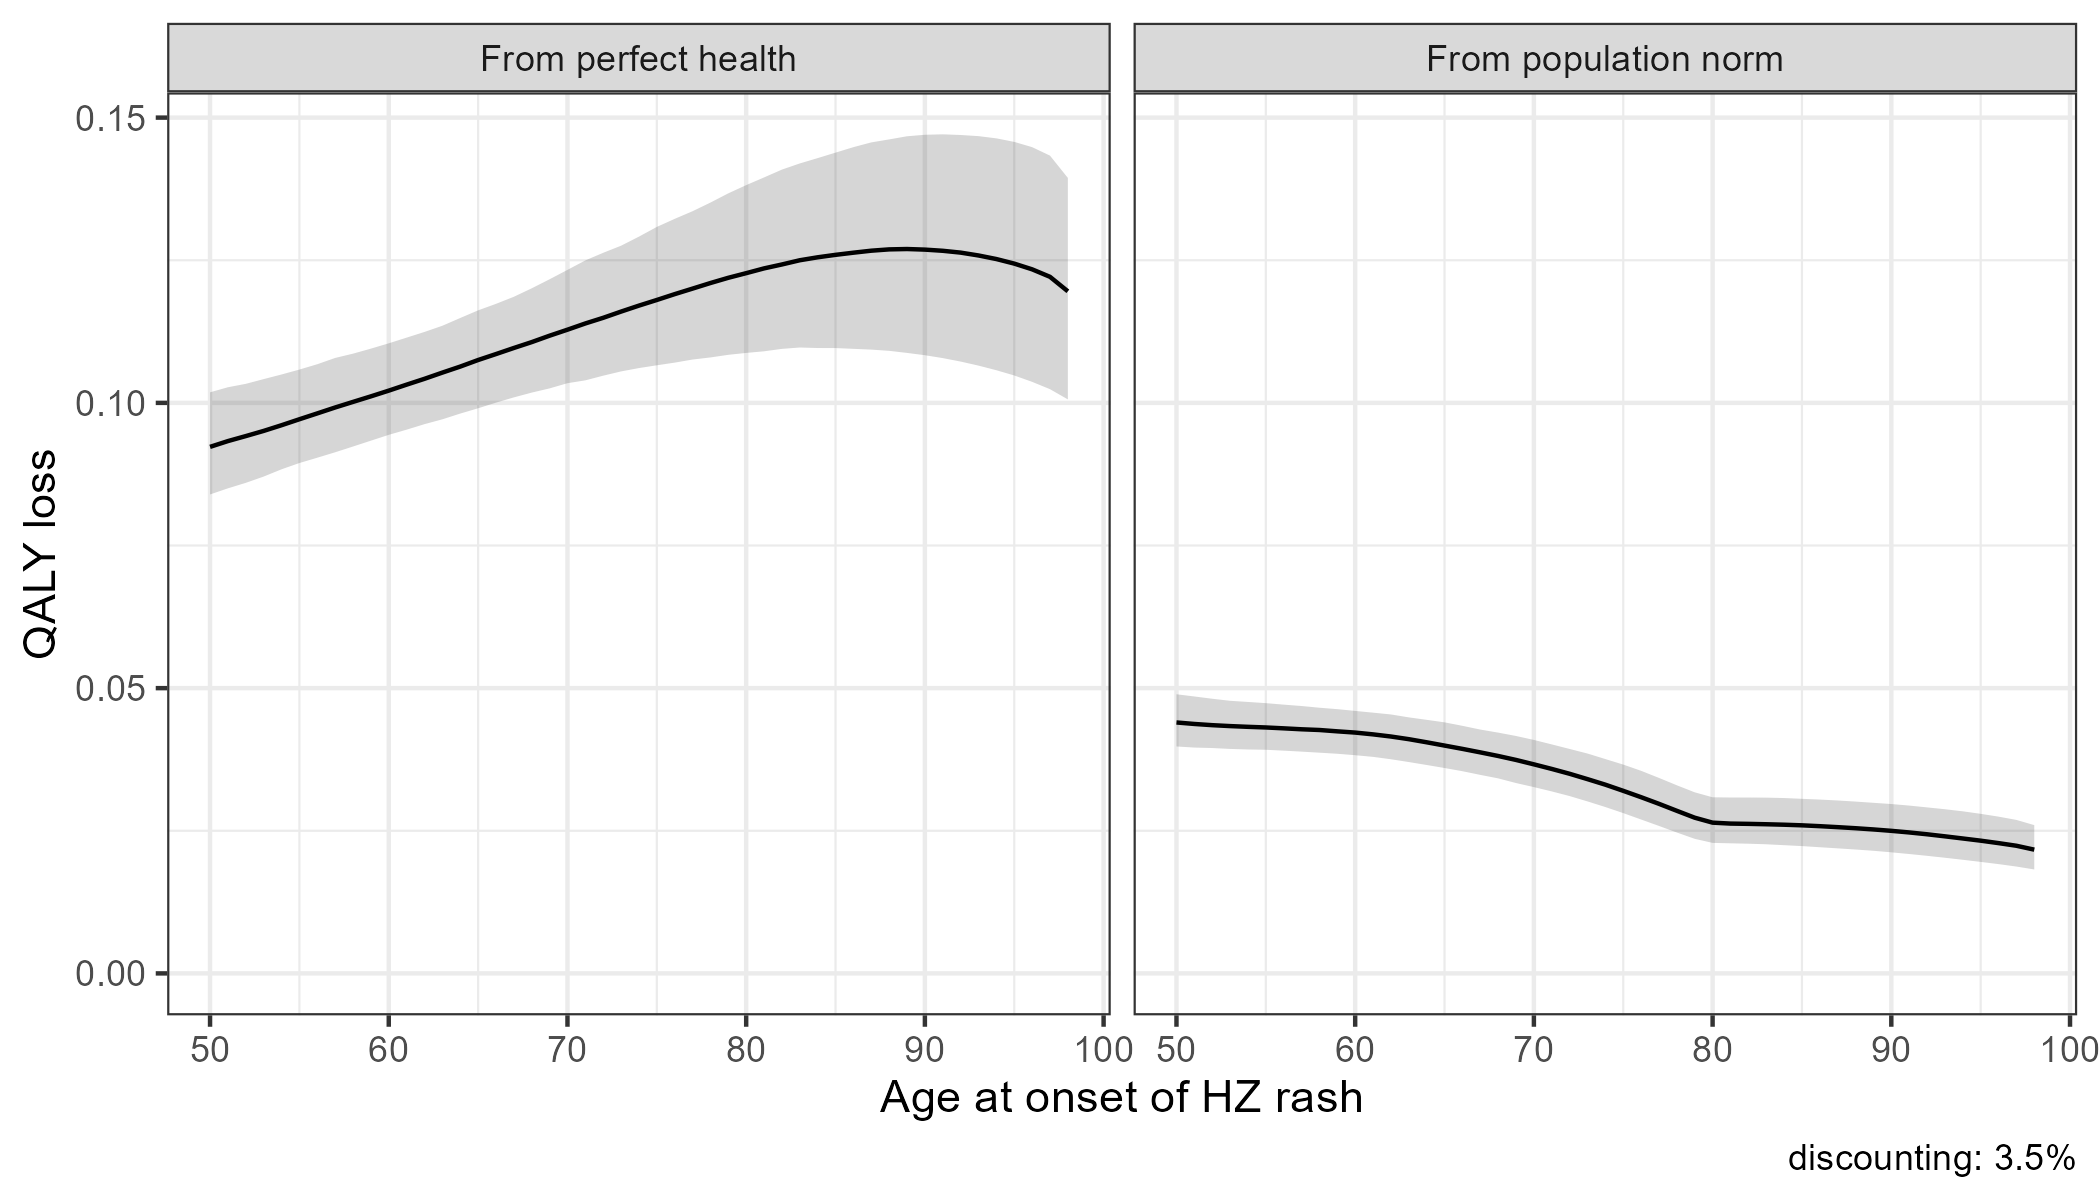 From perfect health
From population norm
QALY loss
0.15
0.10
0.05
0.00
50 60 70 80 90 100
50 60 70 80 90 100
Age at onset of HZ rash
discounting: 3.5%